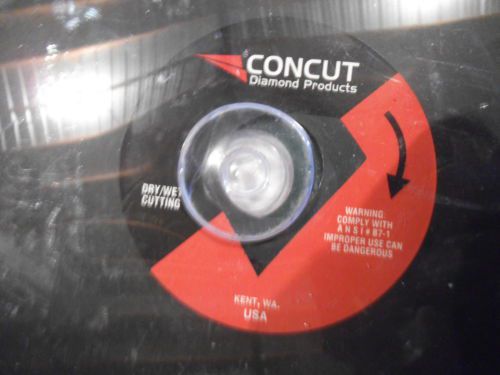 CONCUT
Diamond Products
DRY/WET
CUTTING
WARNING:
COMPLY WITH
ANSI # B7-1
IMPROPER USE CAN
BE DANGEROUS
KENT, WA.
USA